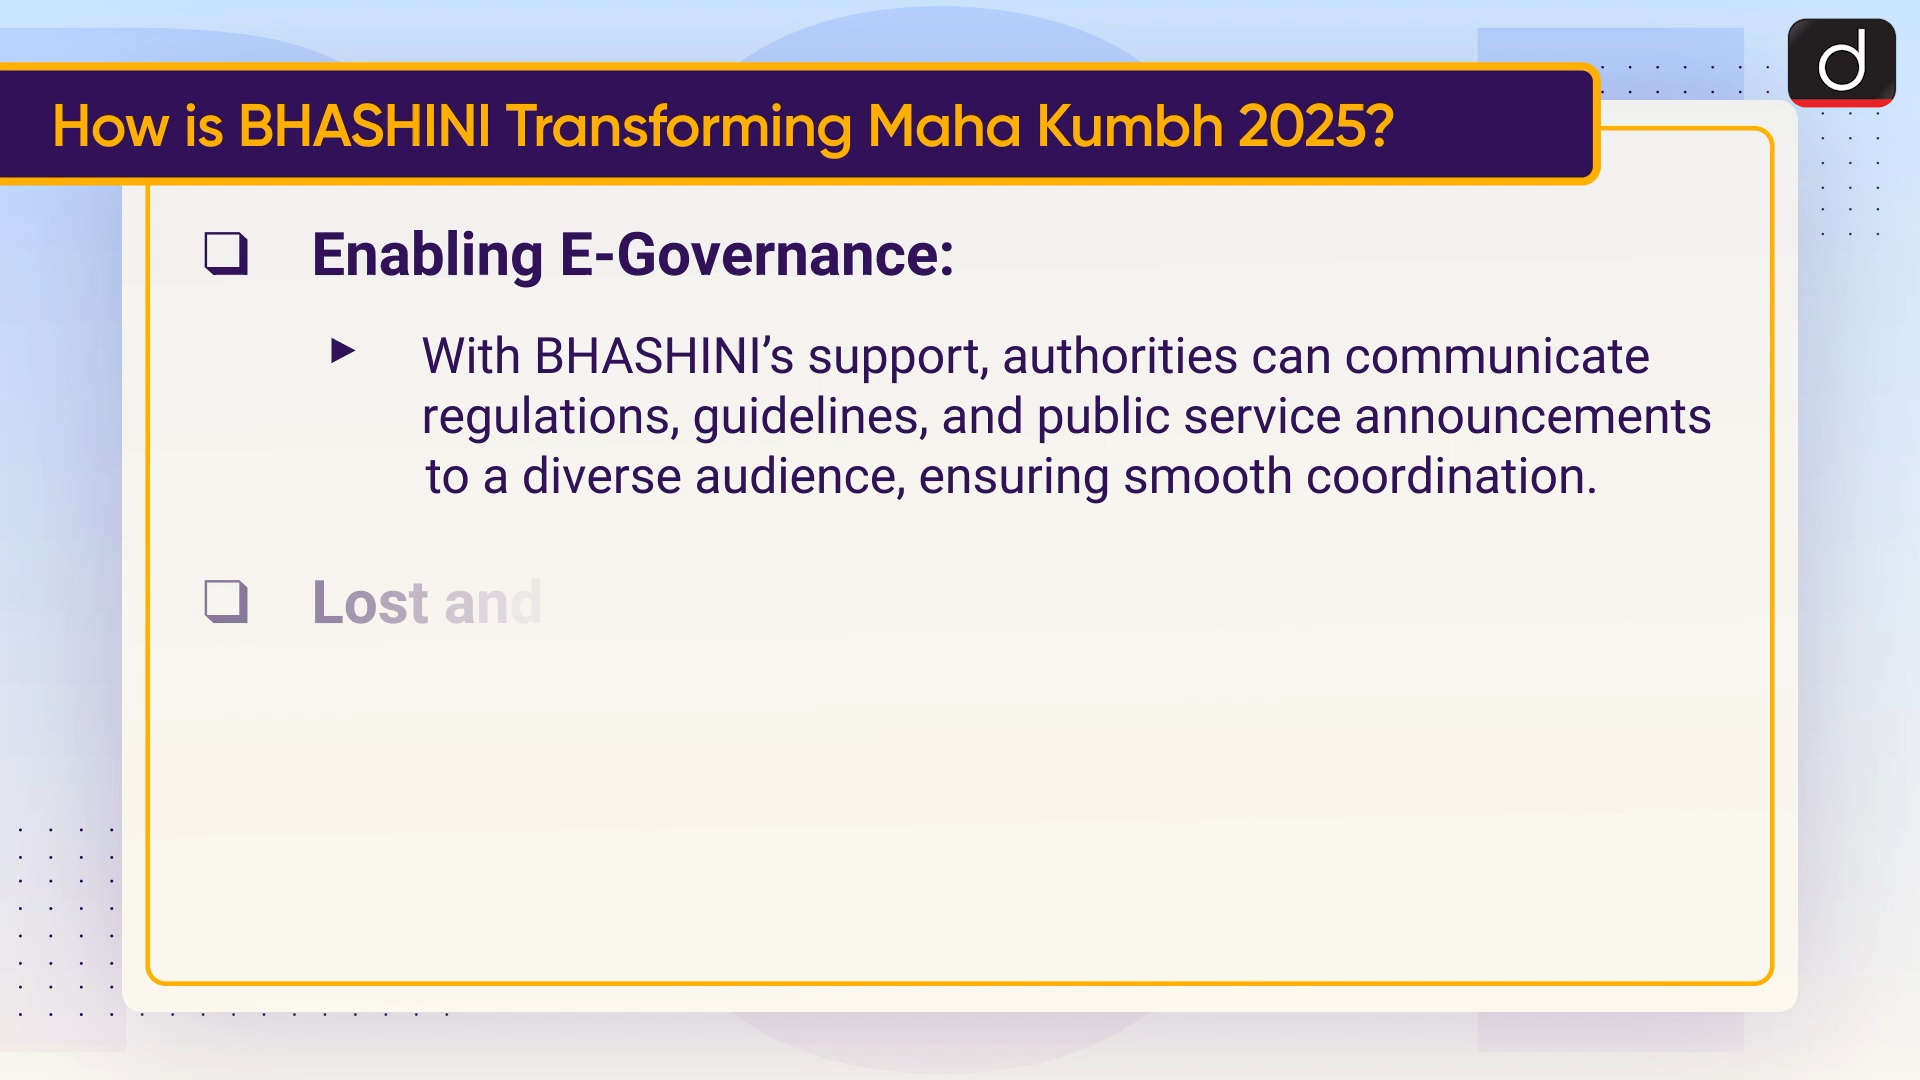 How is BHASHINI Transforming Maha Kumbh 2025?
d
❑ Enabling E-Governance:
► With BHASHINI’s support, authorities can communicate
regulations, guidelines, and public service announcements
to a diverse audience, ensuring smooth coordination.
❑ Lost and